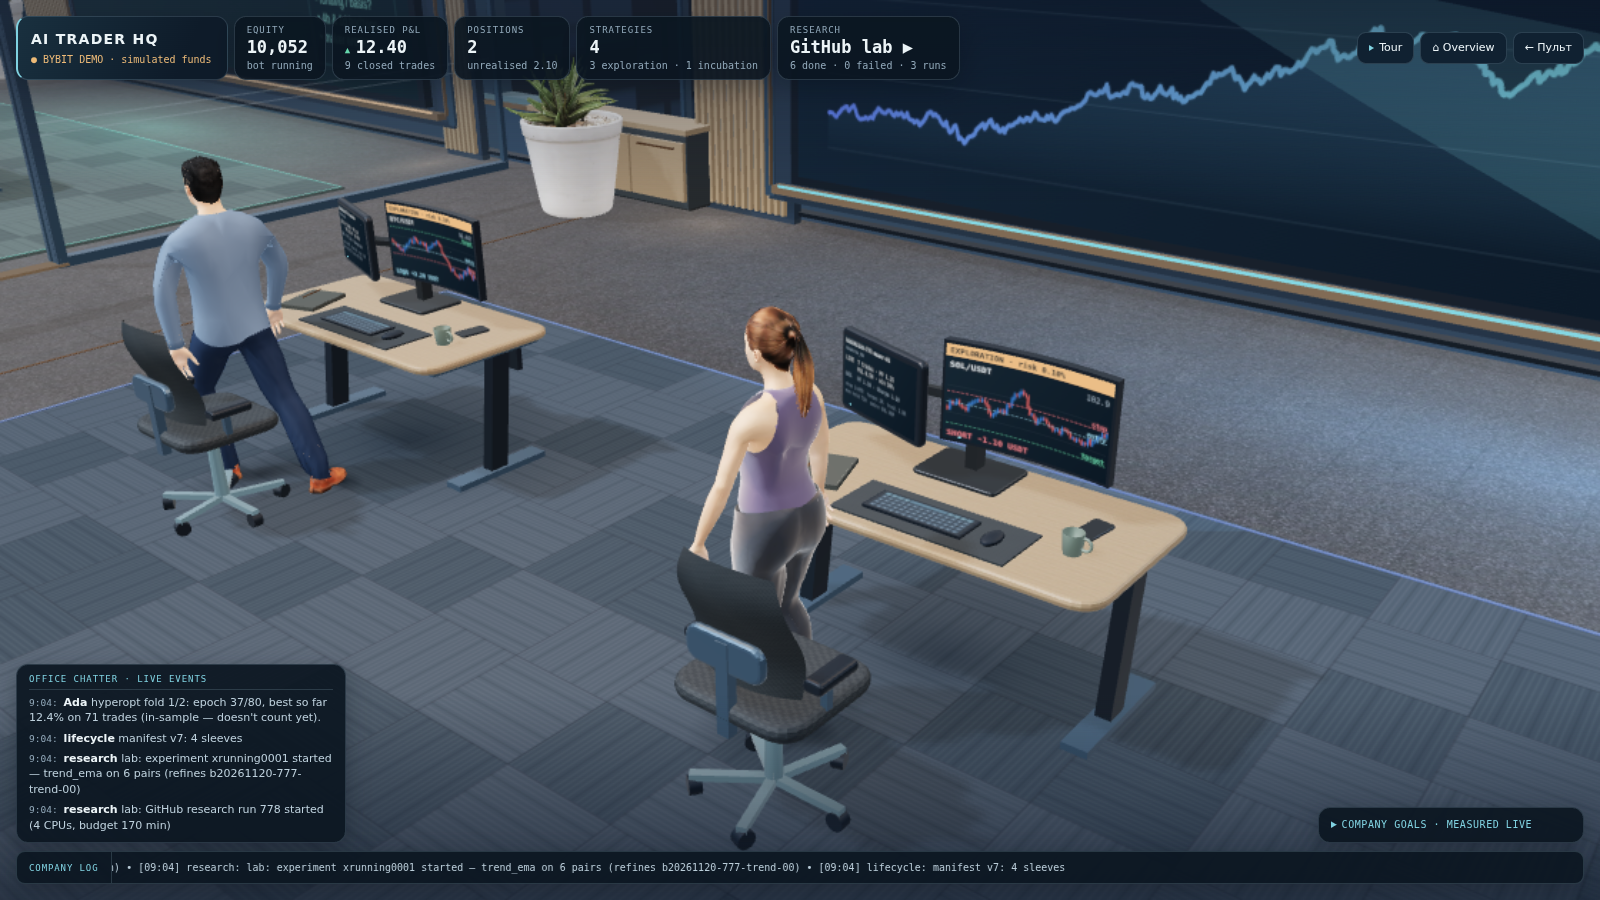 AI TRADER HQ
● BYBIT DEMO · simulated funds
EQUITY
10,052
bot running
REALISED P&L
▲ 12.40
9 closed trades
POSITIONS
2
unrealised 2.10
STRATEGIES
4
3 exploration · 1 incubation
RESEARCH
GitHub lab ▶
6 done · 0 failed · 3 runs
▸ Tour
⌂ Overview
← Пульт
EXPLORATION - risk 0.10%
SOL/USDT
SHORT -1.30 USDT
OFFICE CHATTER · LIVE EVENTS
9:04: Ada hyperopt fold 1/2: epoch 37/80, best so far
12.4% on 71 trades (in-sample — doesn't count yet).
9:04: lifecycle manifest v7: 4 sleeves
9:04: research lab: experiment xrunning0001 started
— trend_ema on 6 pairs (refines b20261120-777-
trend-00)
9:04: research lab: GitHub research run 778 started
(4 CPUs, budget 170 min)
▸ COMPANY GOALS · MEASURED LIVE
COMPANY LOG
) • [09:04] research: lab: experiment xrunning0001 started — trend_ema on 6 pairs (refines b20261120-777-trend-00) • [09:04] lifecycle: manifest v7: 4 sleeves